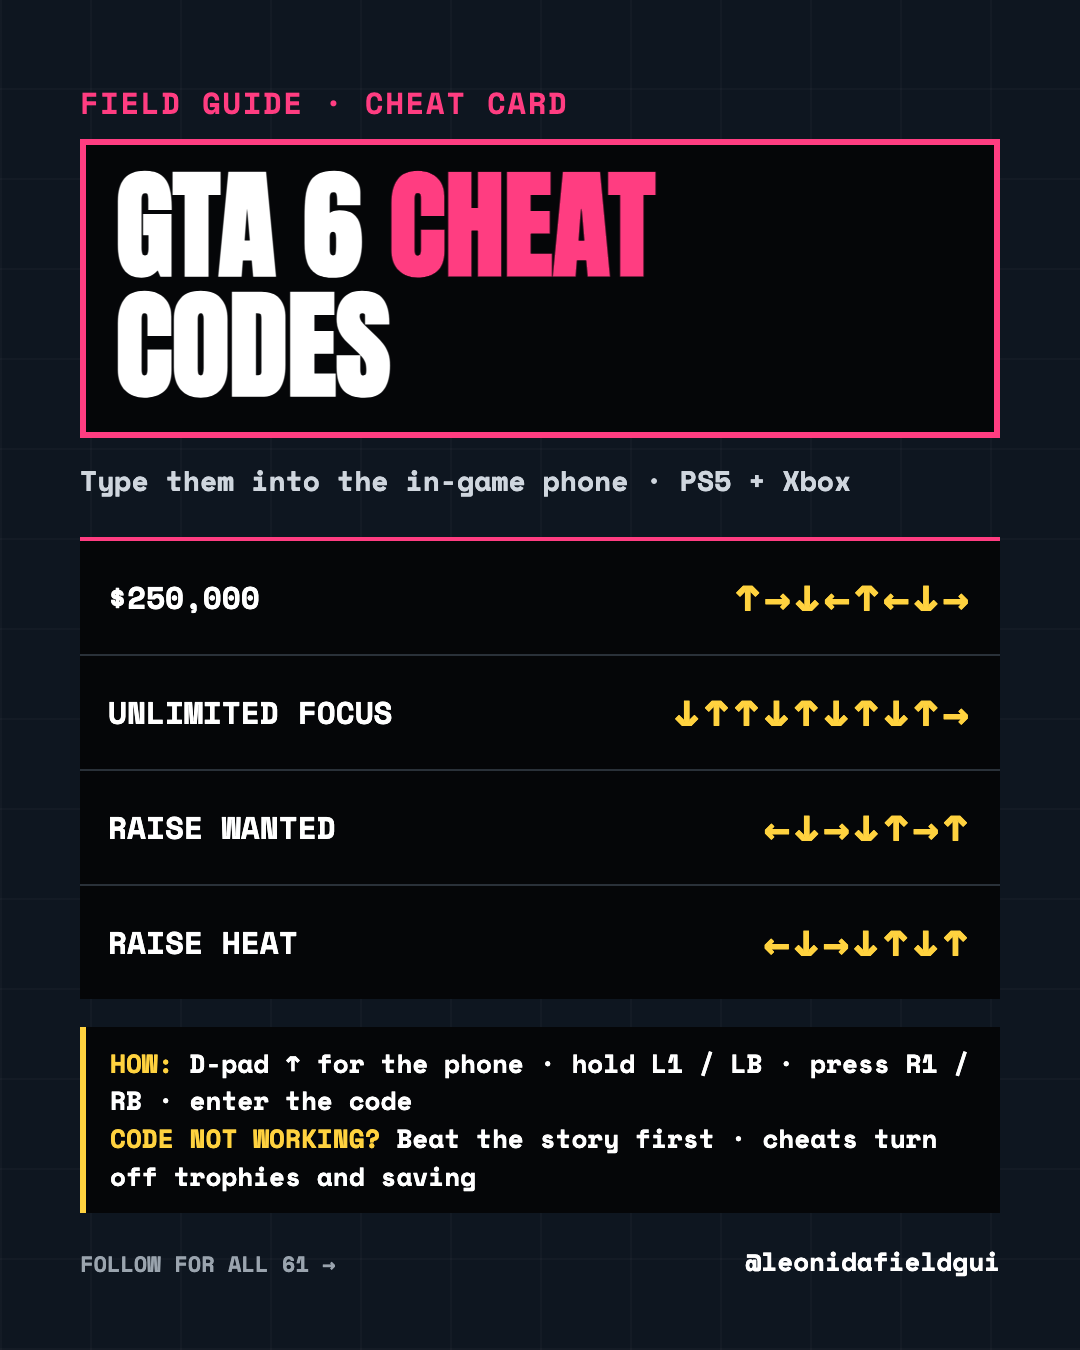 FIELD GUIDE · CHEAT CARD
GTA 6 CHEAT
CODES
Type them into the in-game phone · PS5 + Xbox
$250,000 ↑→↓←↑←↓→
UNLIMITED FOCUS ↓↑↑↓↑↓↑↓↑→
RAISE WANTED ←↓→↓↑→↑
RAISE HEAT ←↓→↓↑↓↑
HOW: D-pad ↑ for the phone · hold L1 / LB · press R1 /
RB · enter the code
CODE NOT WORKING? Beat the story first · cheats turn
off trophies and saving
FOLLOW FOR ALL 61 → @leonidafieldgui